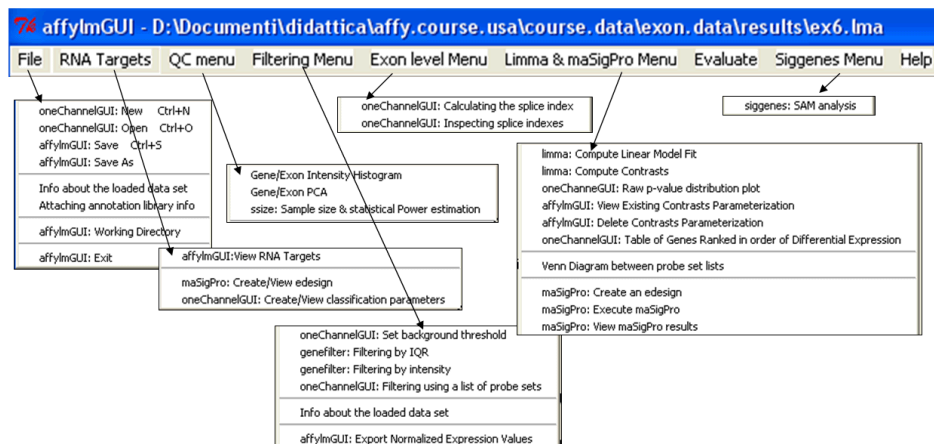 affylmGUI - D:\Documenti\didattica\affy.course.usa\course.data\exon.data\results\ex6.lma
File RNA Targets QC menu Filtering Menu Exon level Menu Limma & maSigPro Menu Evaluate Siggenes Menu Help
oneChannelGUI: New Ctrl+N
oneChannelGUI: Open Ctrl+O
affylmGUI: Save Ctrl+S
affylmGUI: Save As
Info about the loaded data set
Attaching annotation library info
affylmGUI: Working Directory
affylmGUI: Exit
affylmGUI:View RNA Targets
maSigPro: Create/View edesign
oneChannelGUI: Create/View classification parameters
Gene/Exon Intensity Histogram
Gene/Exon PCA
ssize: Sample size & statistical Power estimation
oneChannelGUI: Set background threshold
genefilter: Filtering by IQR
genefilter: Filtering by intensity
oneChannelGUI: Filtering using a list of probe sets
Info about the loaded data set
affylmGUI: Export Normalized Expression Values
oneChannelGUI: Calculating the splice index
oneChannelGUI: Inspecting splice indexes
limma: Compute Linear Model Fit
limma: Compute Contrasts
oneChanneGUI: Raw p-value distribution plot
affylmGUI: View Existing Contrasts Parameterization
affylmGUI: Delete Contrasts Parameterization
oneChannelGUI: Table of Genes Ranked in order of Differential Expression
Venn Diagram between probe set lists
maSigPro: Create an edesign
maSigPro: Execute maSigPro
maSigPro: View maSigPro results
siggenes: SAM analysis